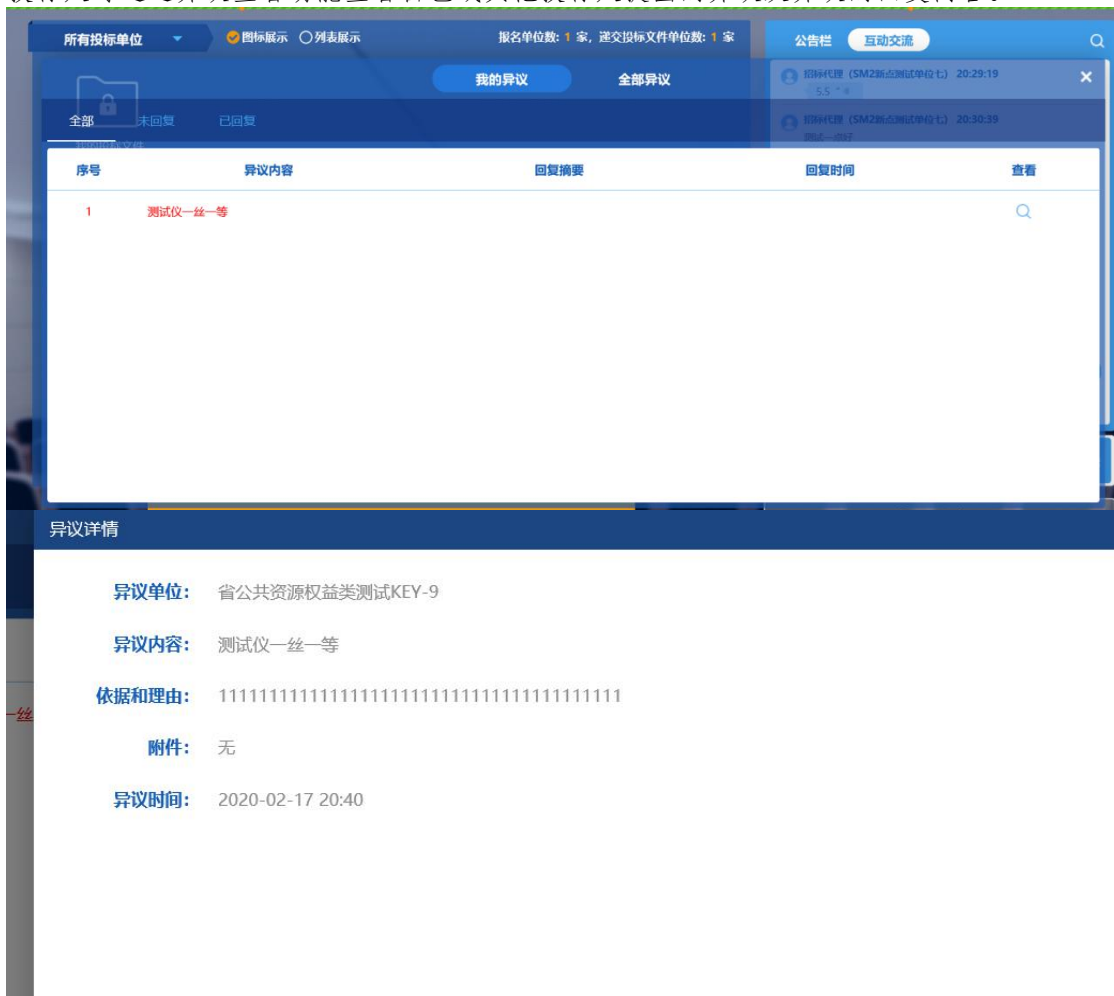 所有投标单位 图标展示 列表展示 报名单位数: 1 家, 递交投标文件单位数: 1 家 公告栏 互动交流
我的异议 全部异议 招标代理 (SM2新点测试单位七) 20:29:19
全部 未回复 已回复 招标代理 (SM2新点测试单位七) 20:30:39
序号 异议内容 回复摘要 回复时间 查看
1 测试仪一丝一等
异议详情
异议单位: 省公共资源权益类测试KEY-9
异议内容: 测试仪一丝一等
依据和理由: 1111111111111111111111111111111111111111
附件: 无
异议时间: 2020-02-17 20:40